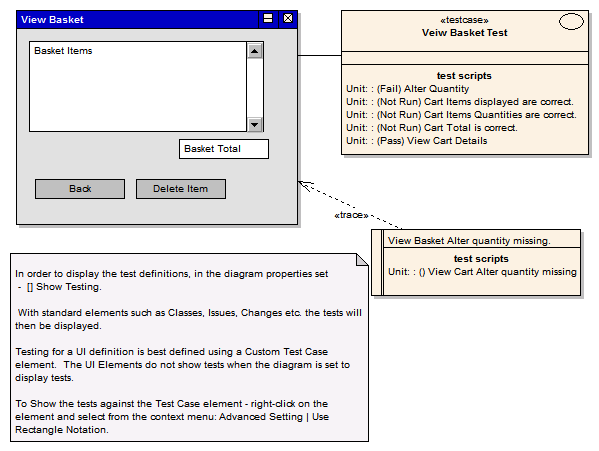 View Basket
Basket Items
Basket Total
Back
Delete Item
«testcase»
Veiw Basket Test
test scripts
Unit: : (Fail) Alter Quantity
Unit: : (Not Run) Cart Items displayed are correct.
Unit: : (Not Run) Cart Items Quantities are correct.
Unit: : (Not Run) Cart Total is correct.
Unit: : (Pass) View Cart Details
«trace»
View Basket Alter quantity missing.
test scripts
Unit: : () View Cart Alter quantity missing
In order to display the test definitions, in the diagram properties set
- [] Show Testing.
With standard elements such as Classes, Issues, Changes etc. the tests will
then be displayed.
Testing for a UI definition is best defined using a Custom Test Case
element. The UI Elements do not show tests when the diagram is set to
display tests.
To Show the tests against the Test Case element - right-click on the
element and select from the context menu: Advanced Setting | Use
Rectangle Notation.